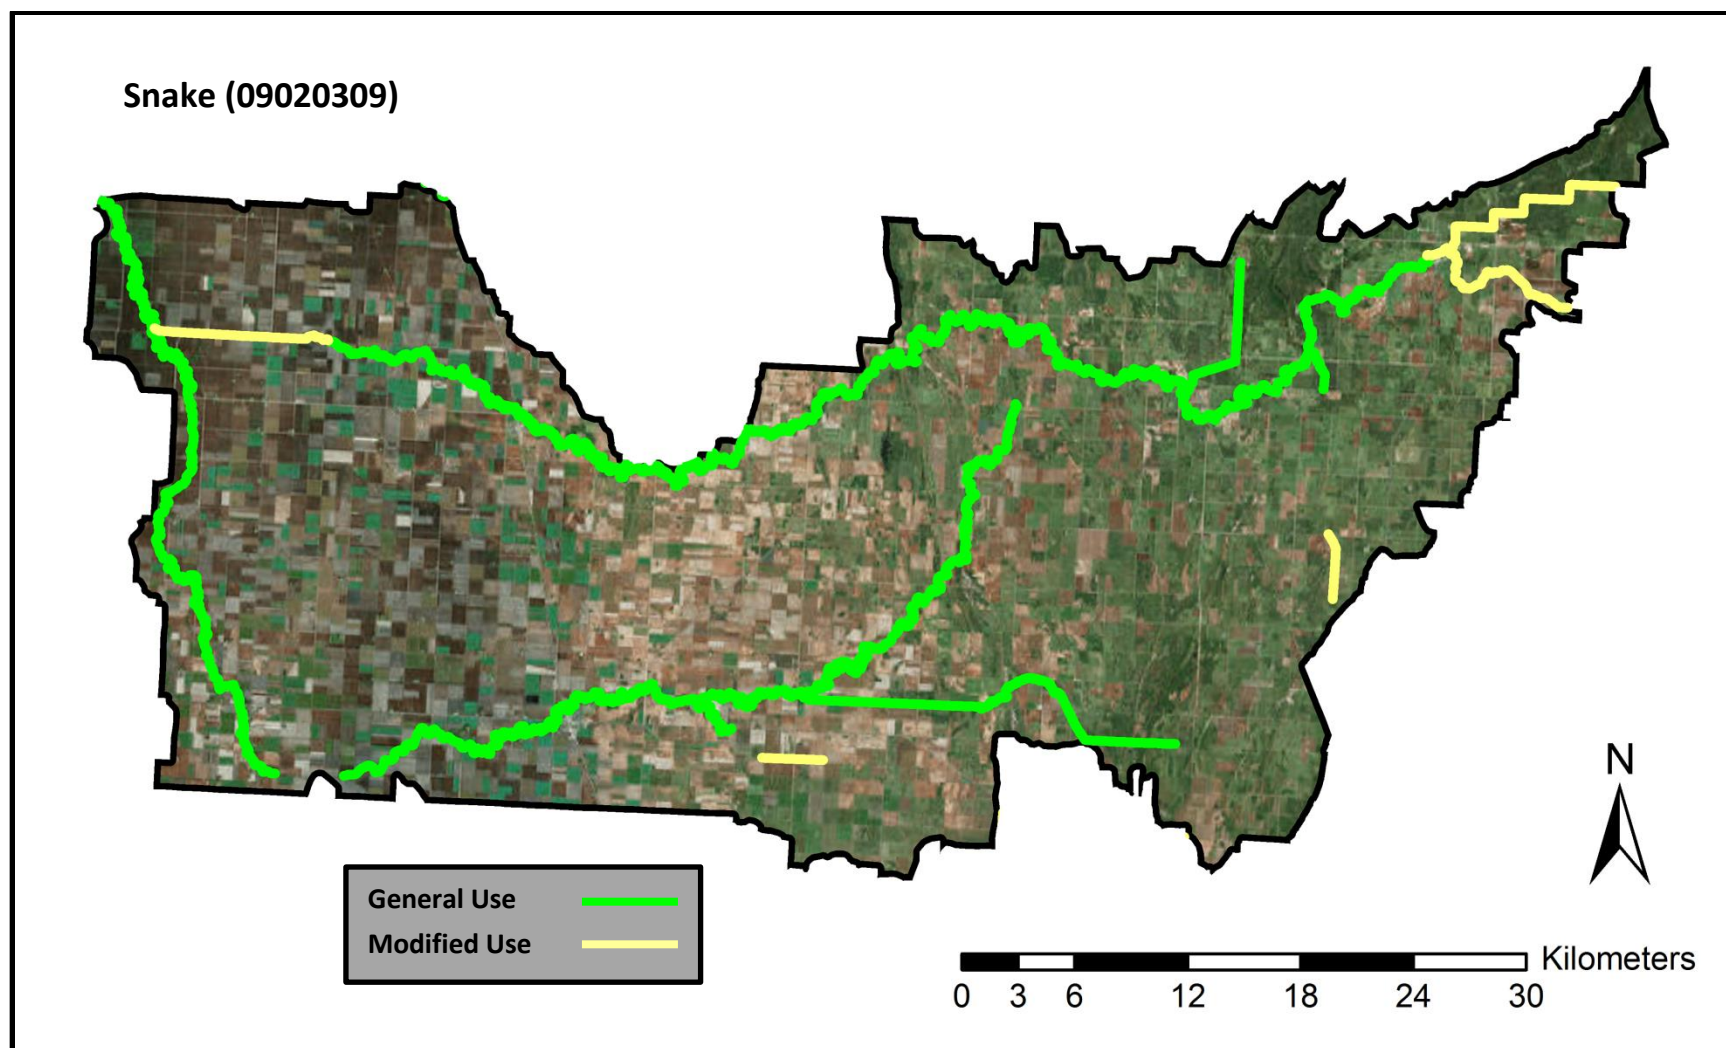 Snake (09020309)
N
General Use
Modified Use
Kilometers
0 3 6 12 18 24 30